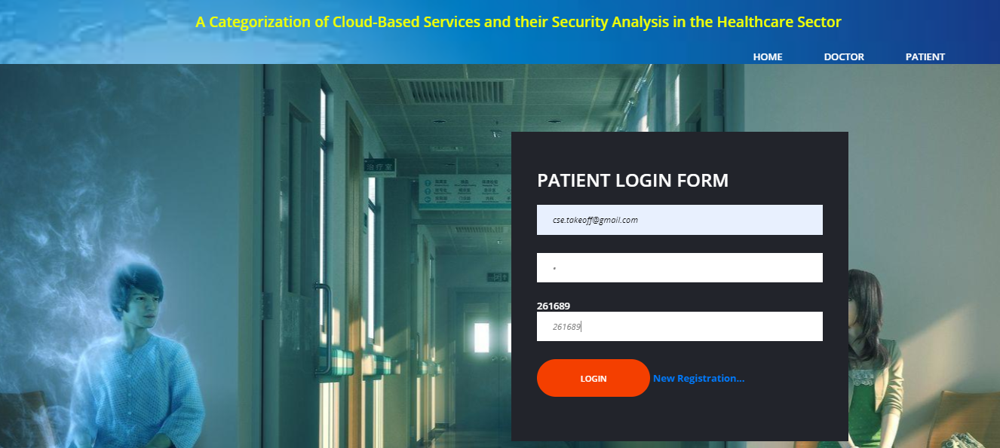 A Categorization of Cloud-Based Services and their Security Analysis in the Healthcare Sector
HOME DOCTOR PATIENT
治疗室
PATIENT LOGIN FORM
cse.takeoff@gmail.com
261689
261689
LOGIN New Registration...